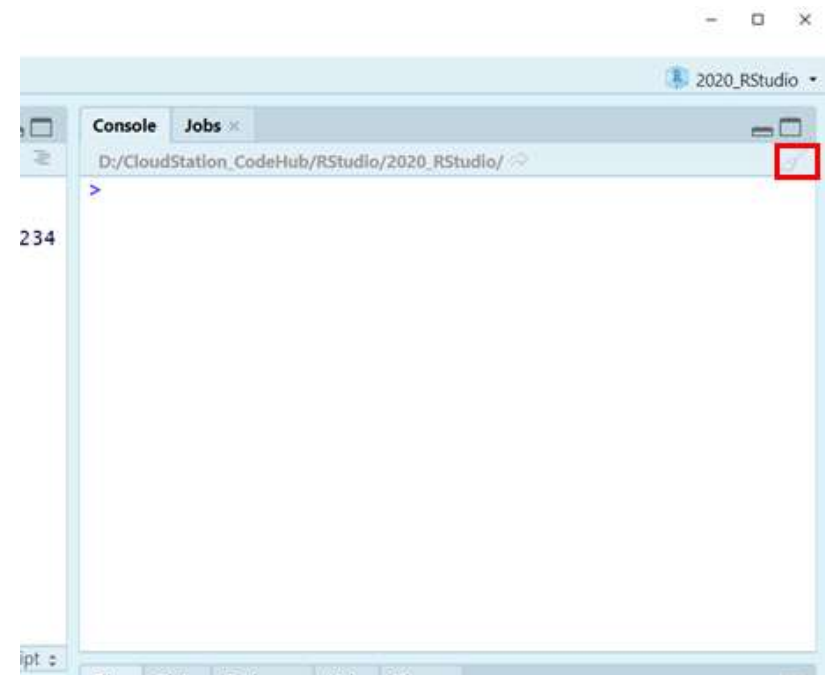 2020_RStudio
Console Jobs
D:/CloudStation_CodeHub/RStudio/2020_RStudio/
>
234
ipt